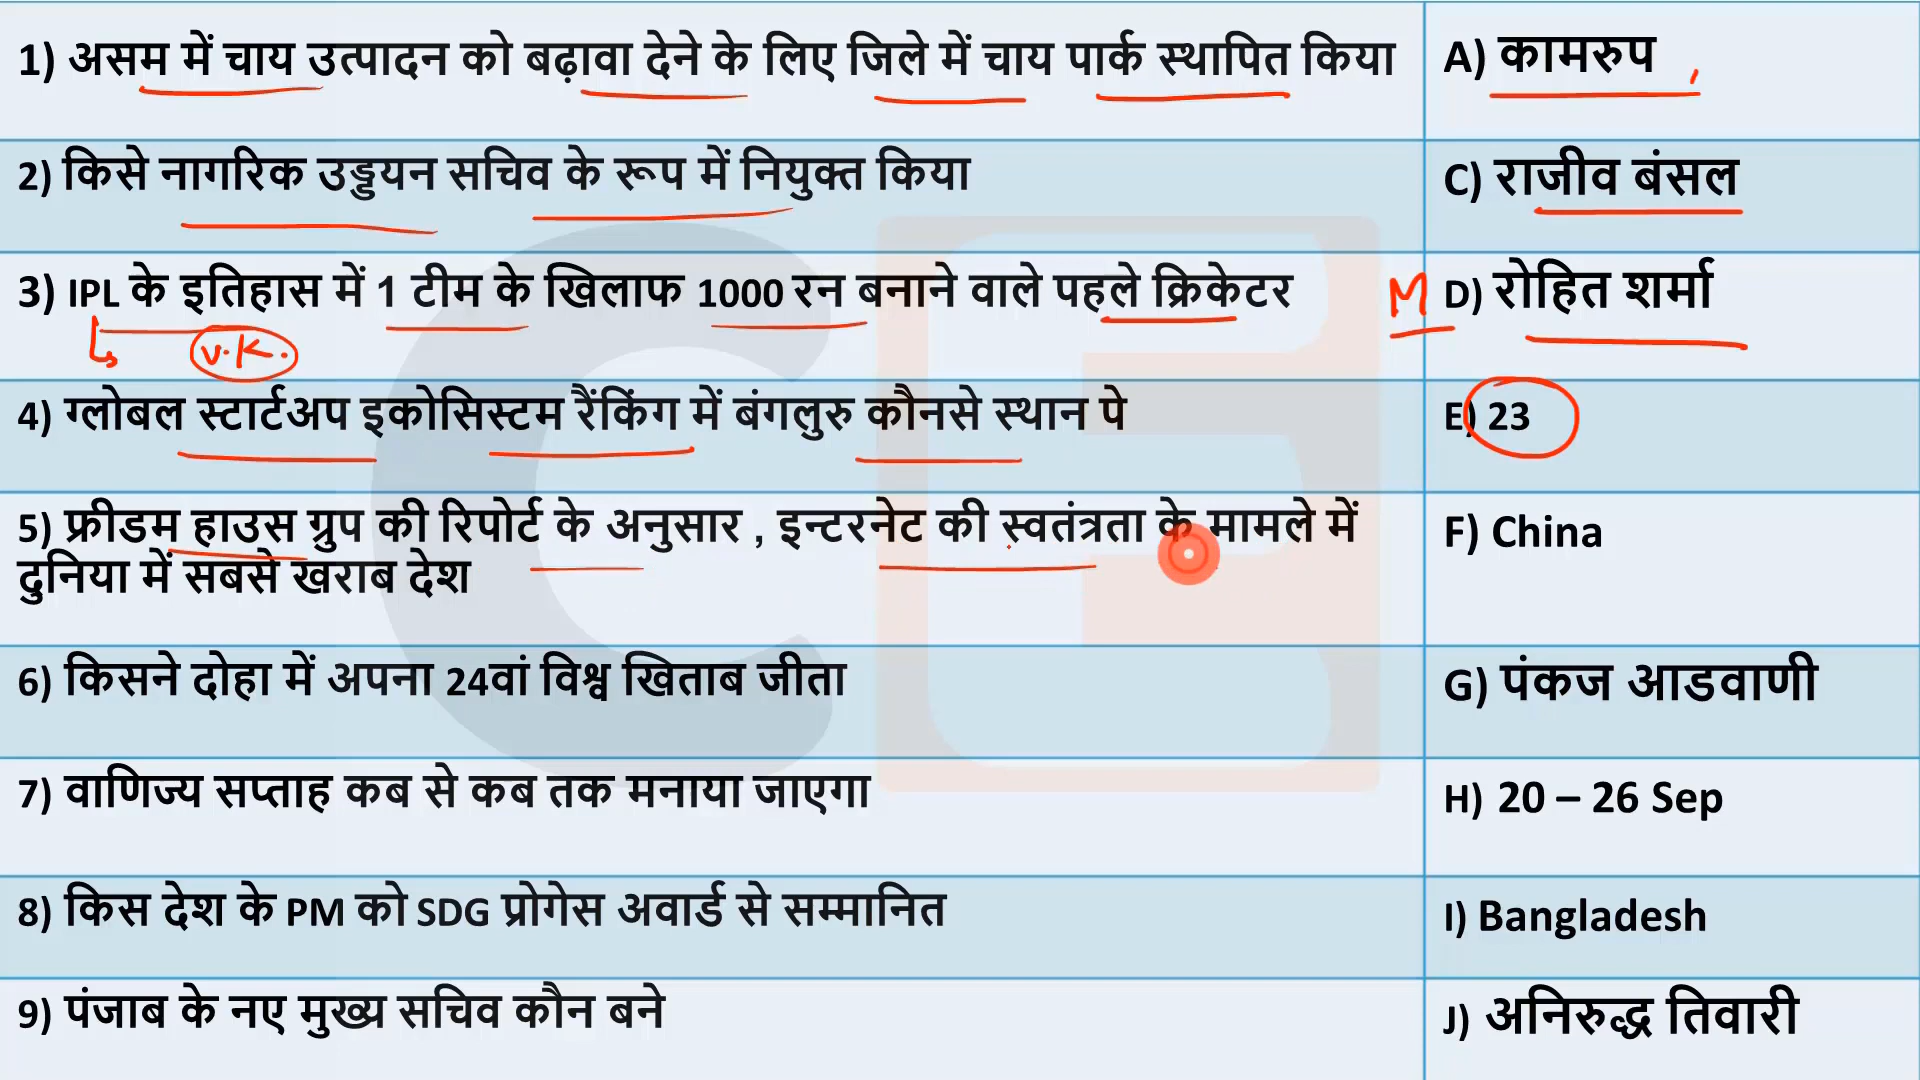 1) असम में चाय उत्पादन को बढ़ावा देने के लिए जिले में चाय पार्क स्थापित किया
A) कामरुप
2) किसे नागरिक उड्डयन सचिव के रूप में नियुक्त किया
C) राजीव बंसल
3) IPL के इतिहास में 1 टीम के खिलाफ 1000 रन बनाने वाले पहले क्रिकेटर
M
D) रोहित शर्मा
v.k.
4) ग्लोबल स्टार्टअप इकोसिस्टम रैंकिंग में बंगलुरु कौनसे स्थान पे
E) 23
5) फ्रीडम हाउस ग्रुप की रिपोर्ट के अनुसार , इन्टरनेट की स्वतंत्रता के मामले में
दुनिया में सबसे खराब देश
F) China
6) किसने दोहा में अपना 24वां विश्व खिताब जीता
G) पंकज आडवाणी
7) वाणिज्य सप्ताह कब से कब तक मनाया जाएगा
H) 20 – 26 Sep
8) किस देश के PM को SDG प्रोगेस अवार्ड से सम्मानित
I) Bangladesh
9) पंजाब के नए मुख्य सचिव कौन बने
J) अनिरुद्ध तिवारी